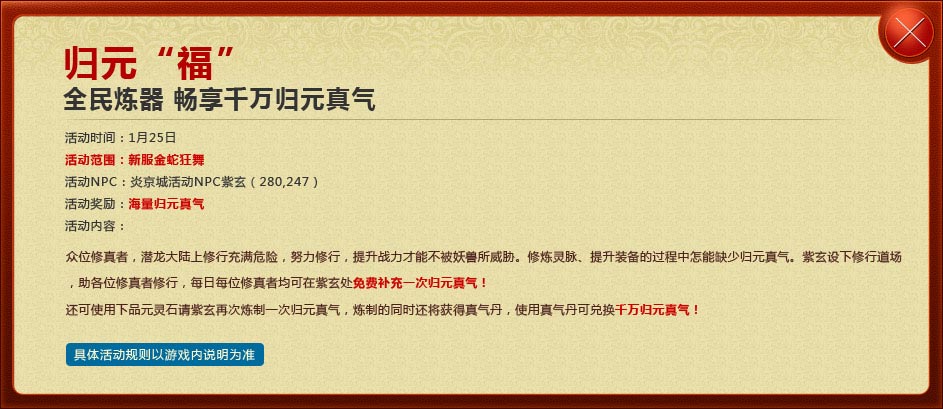 归元“福”
全民炼器 畅享千万归元真气
活动时间：1月25日
活动范围：新服金蛇狂舞
活动NPC：炎京城活动NPC紫玄（280,247）
活动奖励：海量归元真气
活动内容：
众位修真者，潜龙大陆上修行充满危险，努力修行，提升战力才能不被妖兽所威胁。修炼灵脉、提升装备的过程中怎能缺少归元真气。紫玄设下修行道场
，助各位修真者修行，每日每位修真者均可在紫玄处免费补充一次归元真气！
还可使用下品元灵石请紫玄再次炼制一次归元真气，炼制的同时还将获得真气丹，使用真气丹可兑换千万归元真气！
具体活动规则以游戏内说明为准